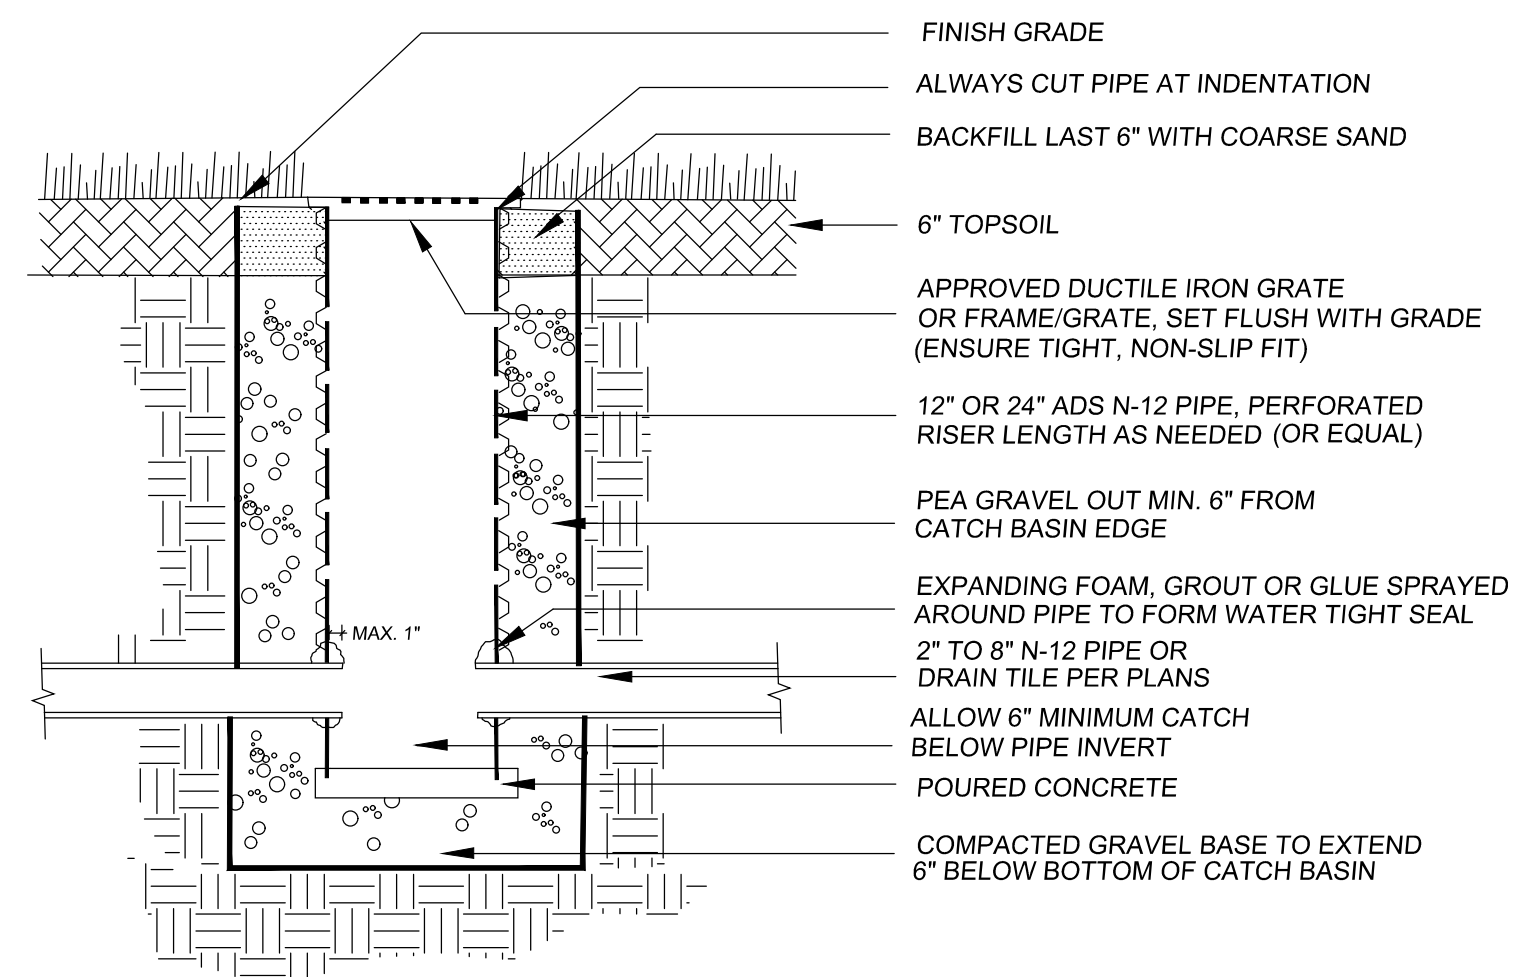 FINISH GRADE
ALWAYS CUT PIPE AT INDENTATION
BACKFILL LAST 6" WITH COARSE SAND
6" TOPSOIL
APPROVED DUCTILE IRON GRATE
OR FRAME/GRATE, SET FLUSH WITH GRADE
(ENSURE TIGHT, NON-SLIP FIT)
12" OR 24" ADS N-12 PIPE, PERFORATED
RISER LENGTH AS NEEDED (OR EQUAL)
PEA GRAVEL OUT MIN. 6" FROM
CATCH BASIN EDGE
EXPANDING FOAM, GROUT OR GLUE SPRAYED
AROUND PIPE TO FORM WATER TIGHT SEAL
MAX. 1"
2" TO 8" N-12 PIPE OR
DRAIN TILE PER PLANS
ALLOW 6" MINIMUM CATCH
BELOW PIPE INVERT
POURED CONCRETE
COMPACTED GRAVEL BASE TO EXTEND
6" BELOW BOTTOM OF CATCH BASIN